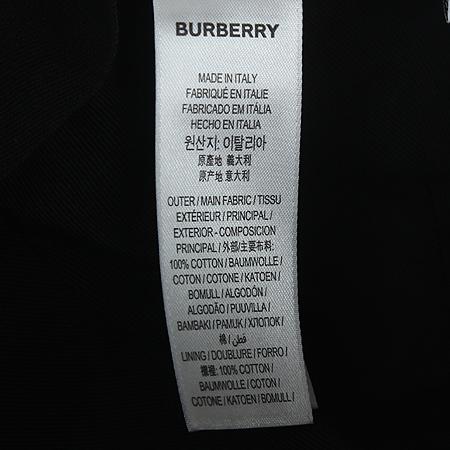 BURBERRY
MADE IN ITALY
FABRIQUÉ EN ITALIE
FABRICADO EM ITÁLIA
HECHO EN ITALIA
원산지: 이탈리아
原產地 義大利
原产地 意大利
OUTER / MAIN FABRIC / TISSU
EXTÉRIEUR / PRINCIPAL /
EXTERIOR - COMPOSICION
PRINCIPAL / 外部/主要布料:
100% COTTON / BAUMWOLLE /
COTON / COTONE / KATOEN /
BOMULL / ALGODÓN /
ALGODÃO / PUUVILLA /
BAMBAKI / PAMUK / ХЛОПОК /
棉 / قطن /
LINING / DOUBLURE / FORRO /
裡裡: 100% COTTON /
BAUMWOLLE / COTON /
COTONE / KATOEN / BOMULL /